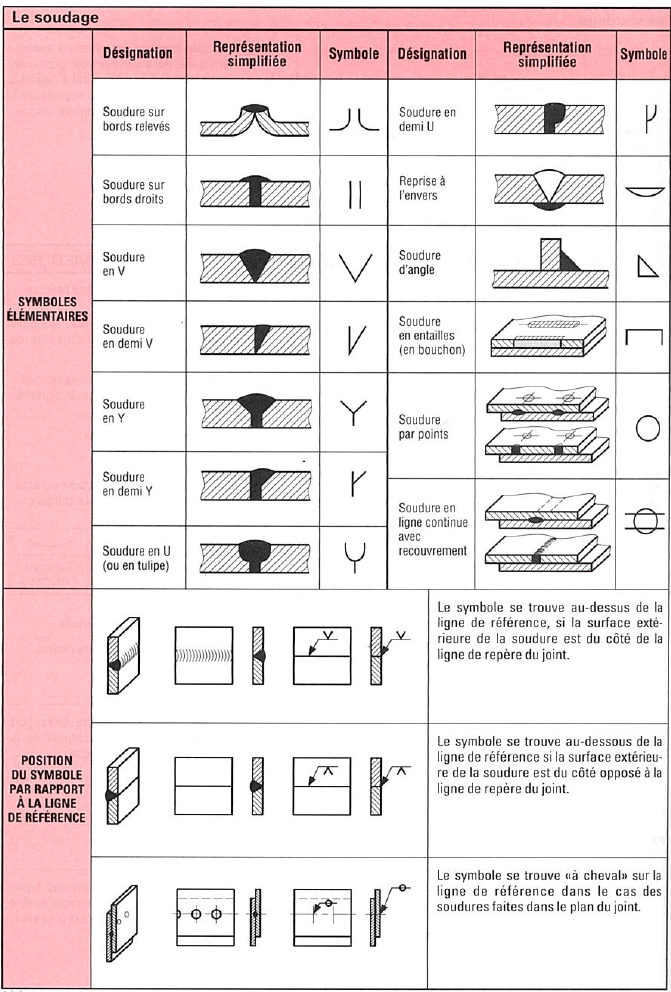 Le soudage
Désignation
Représentation
simplifiée
Symbole
Désignation
Représentation
simplifiée
Symbole
SYMBOLES
ÉLÉMENTAIRES
Soudure sur
bords relevés
Soudure en
demi U
Soudure sur
bords droits
Reprise à
l'envers
Soudure
en V
Soudure
d'angle
Soudure
en demi V
Soudure
en entailles
(en bouchon)
Soudure
en Y
Soudure
par points
Soudure
en demi Y
Soudure en
ligne continue
avec
recouvrement
Soudure en U
(ou en tulipe)
POSITION
DU SYMBOLE
PAR RAPPORT
À LA LIGNE
DE RÉFÉRENCE
Le symbole se trouve au-dessus de la
ligne de référence, si la surface exté-
rieure de la soudure est du côté de la
ligne de repère du joint.
Le symbole se trouve au-dessous de la
ligne de référence si la surface extérieu-
re de la soudure est du côté opposé à la
ligne de repère du joint.
Le symbole se trouve «à cheval» sur la
ligne de référence dans le cas des
soudures faites dans le plan du joint.